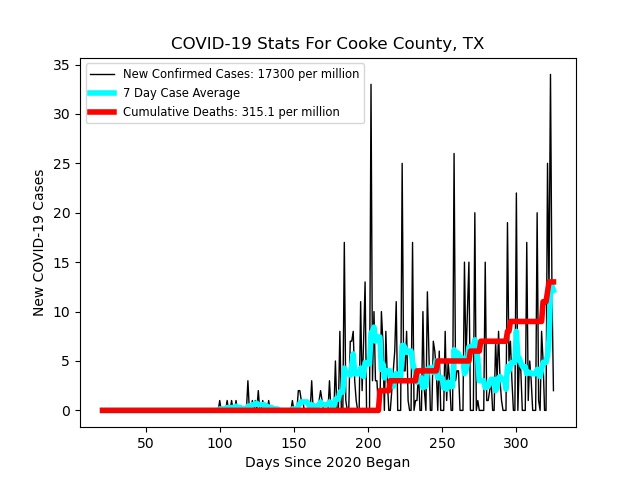 COVID-19 Stats For Cooke County, TX
New Confirmed Cases: 17300 per million
7 Day Case Average
Cumulative Deaths: 315.1 per million
35
30
25
20
15
10
5
0
New COVID-19 Cases
50
100
150
200
250
300
Days Since 2020 Began